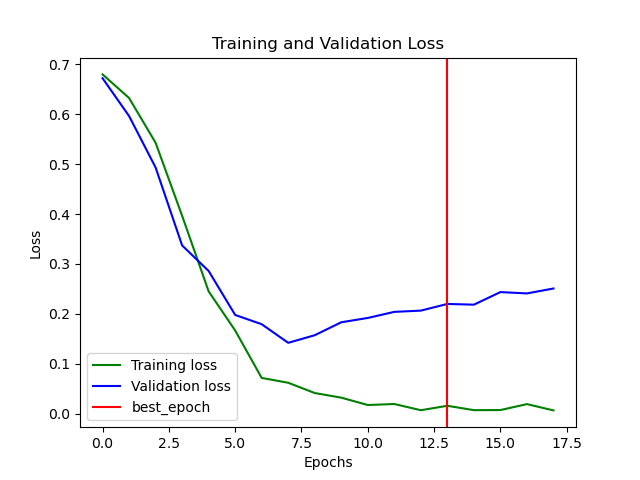 Training and Validation Loss
Loss
0.7
0.6
0.5
0.4
0.3
0.2
0.1
0.0
Training loss
Validation loss
best_epoch
0.0 2.5 5.0 7.5 10.0 12.5 15.0 17.5
Epochs